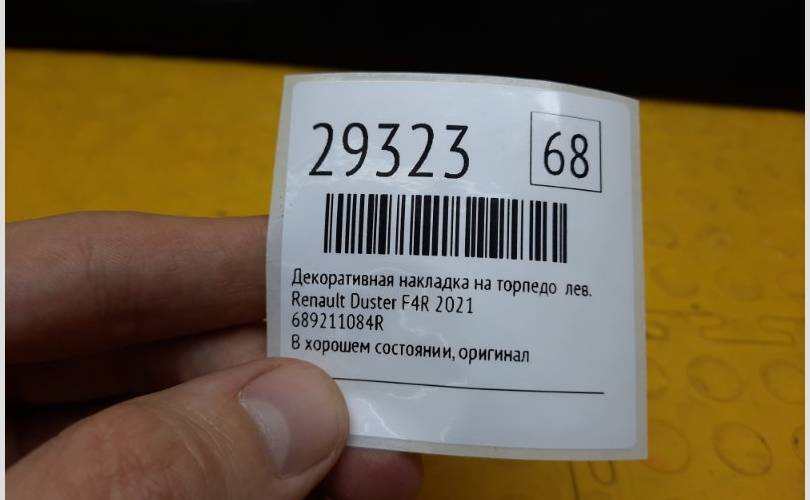 29323
68
Декоративная накладка на торпедо лев.
Renault Duster F4R 2021
689211084R
В хорошем состоянии, оригинал